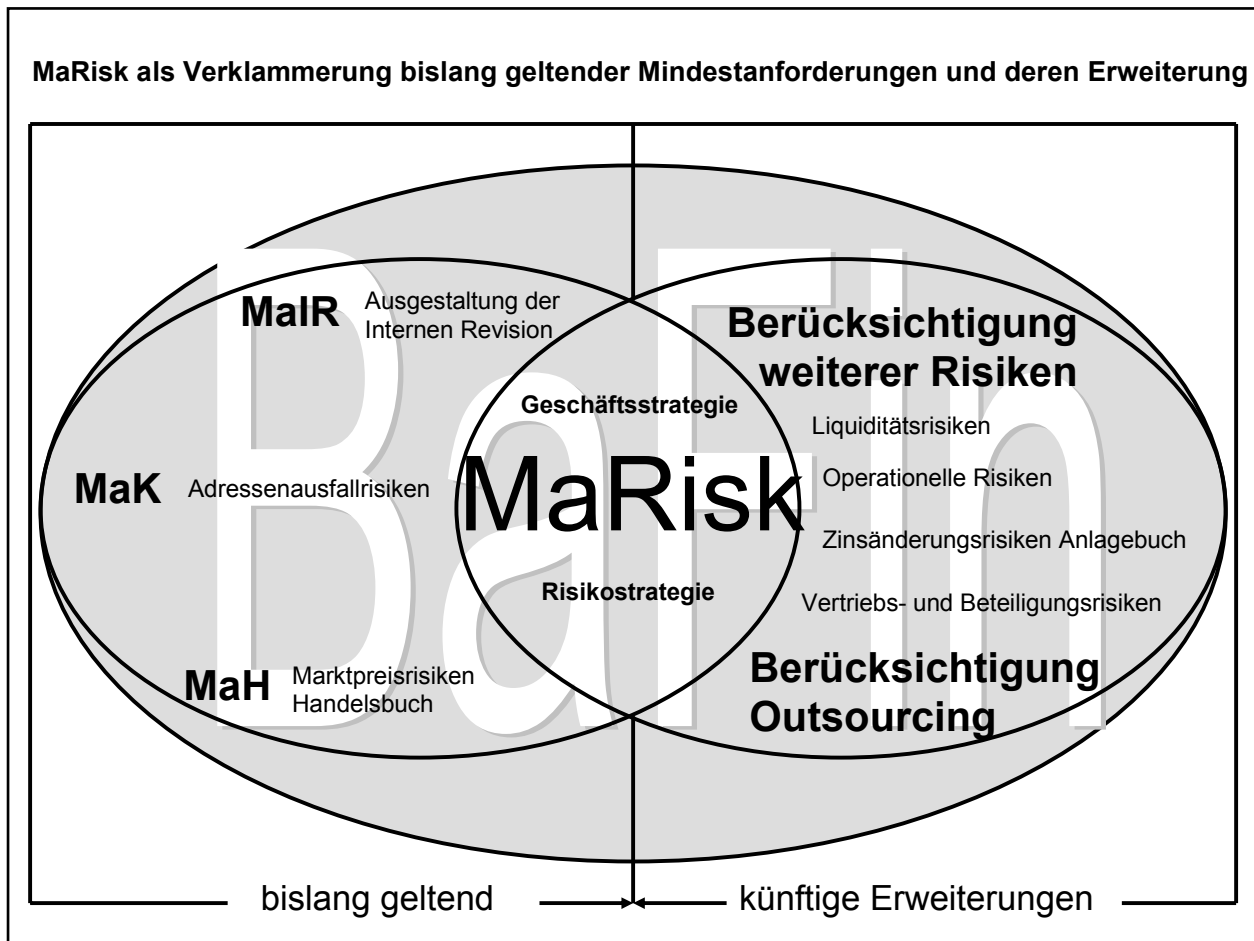 MaRisk als Verklammerung bislang geltender Mindestanforderungen und deren Erweiterung
BaFin
MaIR
Ausgestaltung der
Internen Revision
MaK
Adressenausfallrisiken
MaH
Marktpreisrisiken
Handelsbuch
Geschäftsstrategie
MaRisk
Risikostrategie
Berücksichtigung
weiterer Risiken
Liquiditätsrisiken
Operationelle Risiken
Zinsänderungsrisiken Anlagebuch
Vertriebs- und Beteiligungsrisiken
Berücksichtigung
Outsourcing
bislang geltend
künftige Erweiterungen